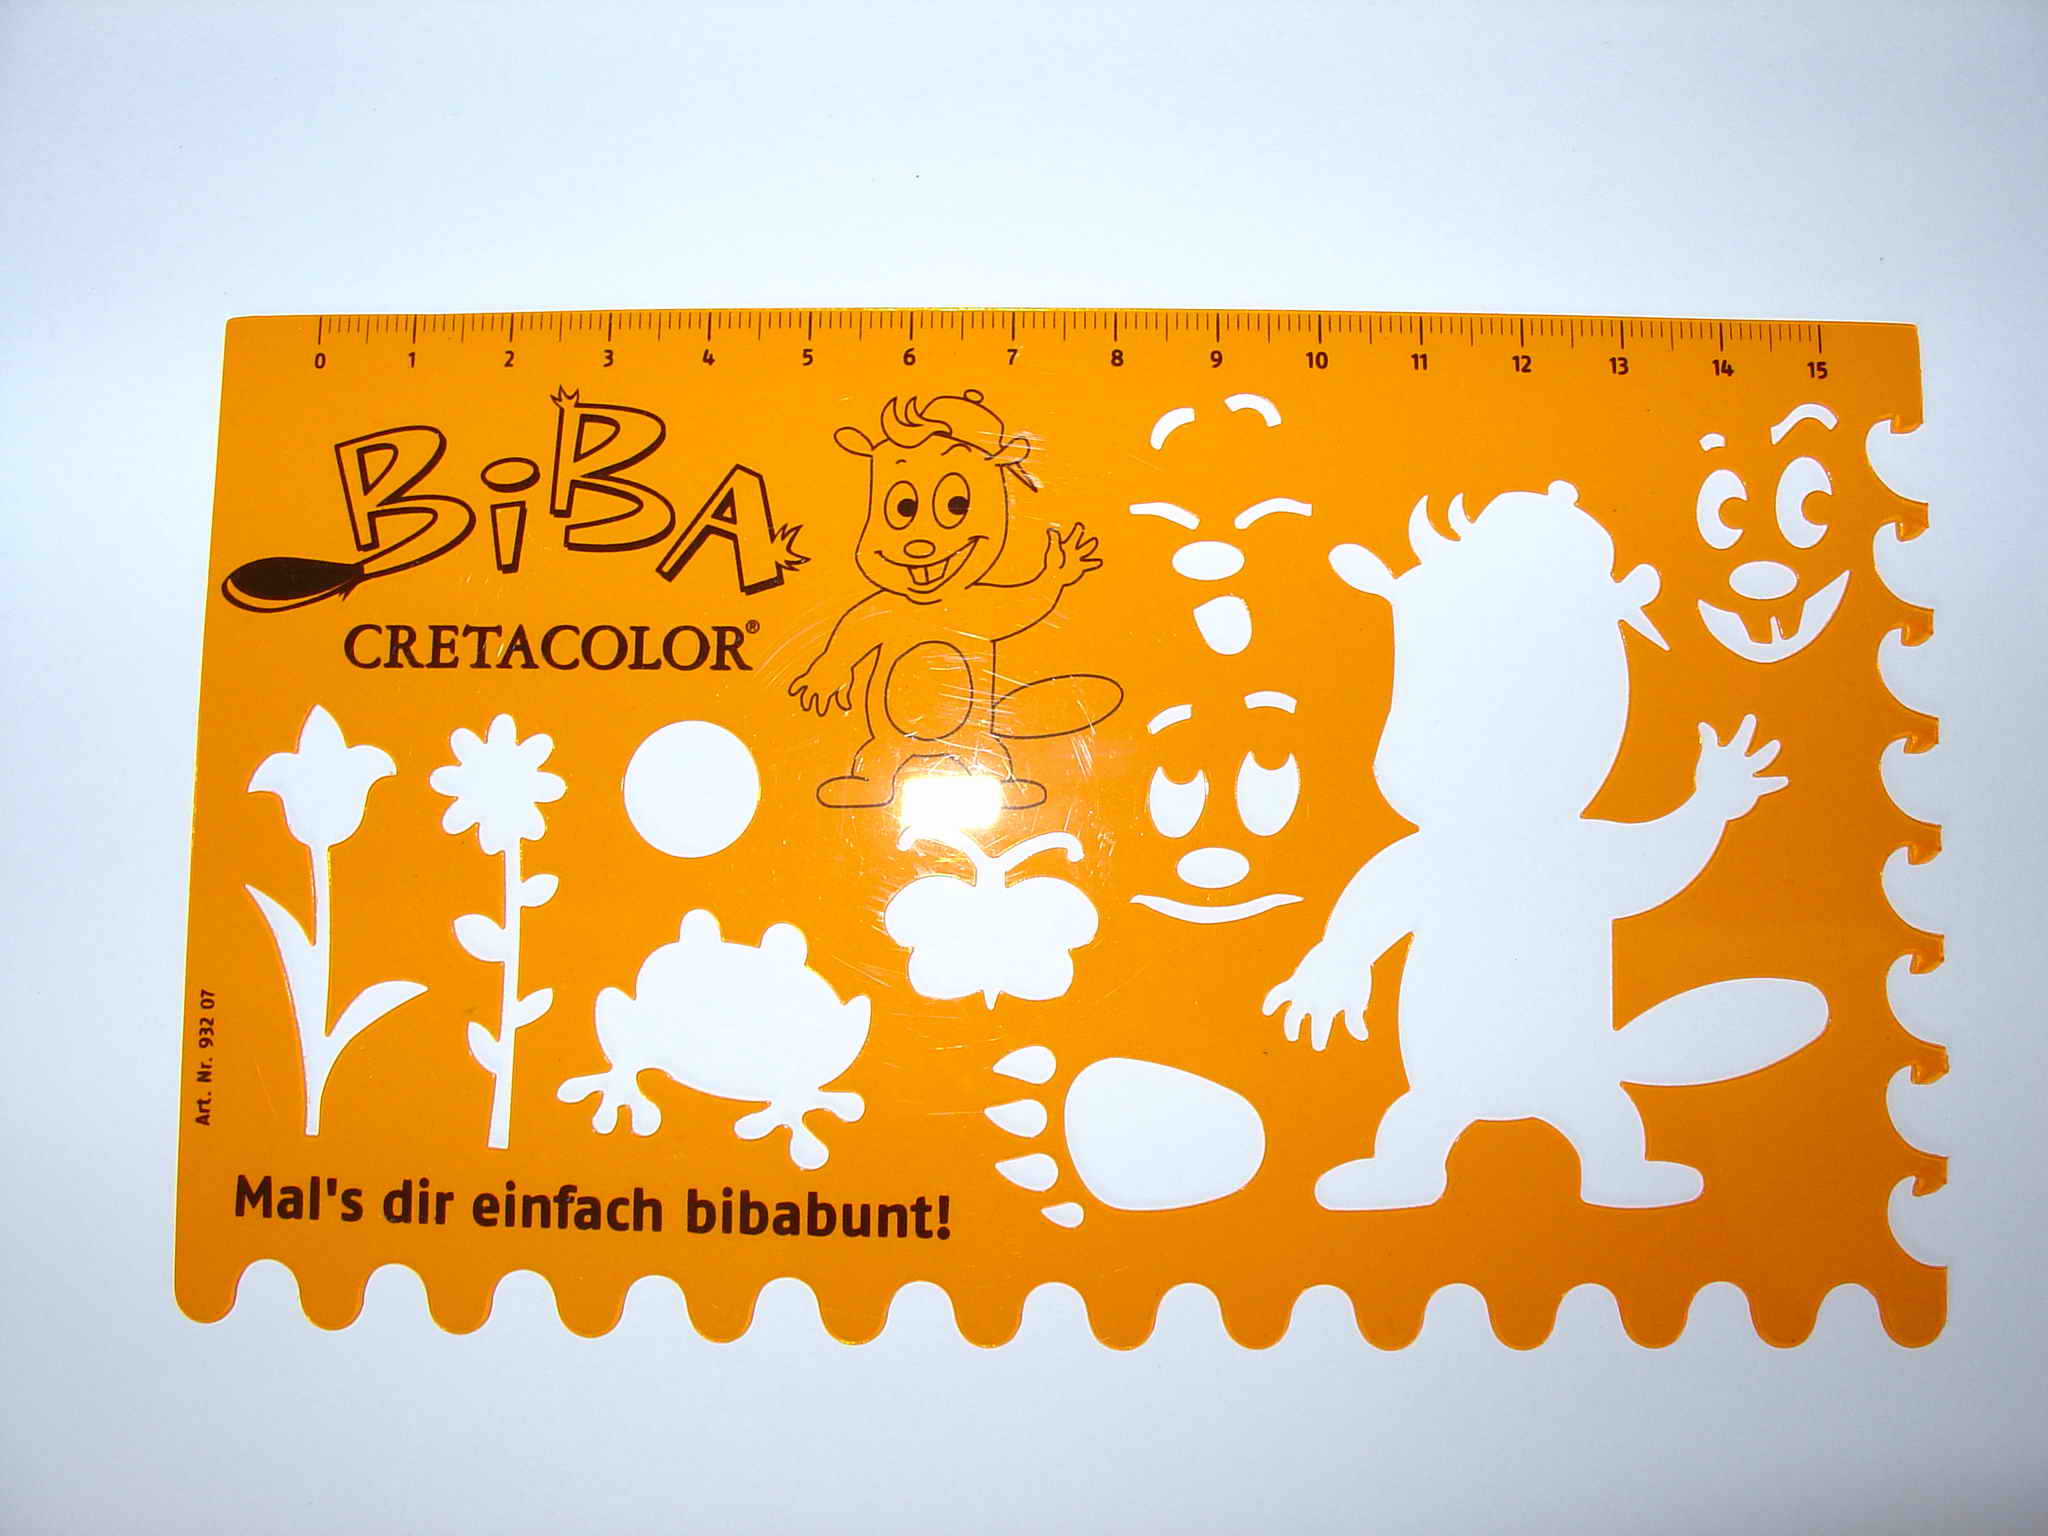 0 1 2 3 4 5 6 7 8 9 10 11 12 13 14 15
BiBA
CRETACOLOR®
Art. Nr. 932 07
Mal's dir einfach bibabunt!